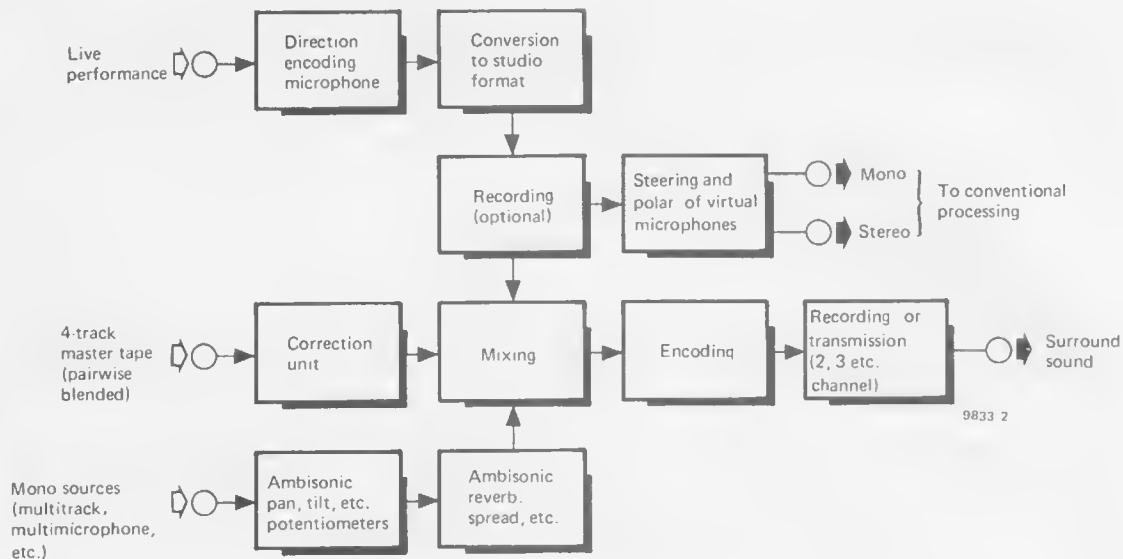 Live
performance
Direction
encoding
microphone
Conversion
to studio
format
Recording
(optional)
Steering and
polar of virtual
microphones
Mono
Stereo
To conventional
processing
4-track
master tape
(pairwise
blended)
Correction
unit
Mixing
Encoding
Recording or
transmission
(2, 3 etc.
channel)
Surround
sound
9833 2
Mono sources
(multitrack,
multimicrophone,
etc.)
Ambisonic
pan, tilt, etc.
potentiometers
Ambisonic
reverb.
spread, etc.